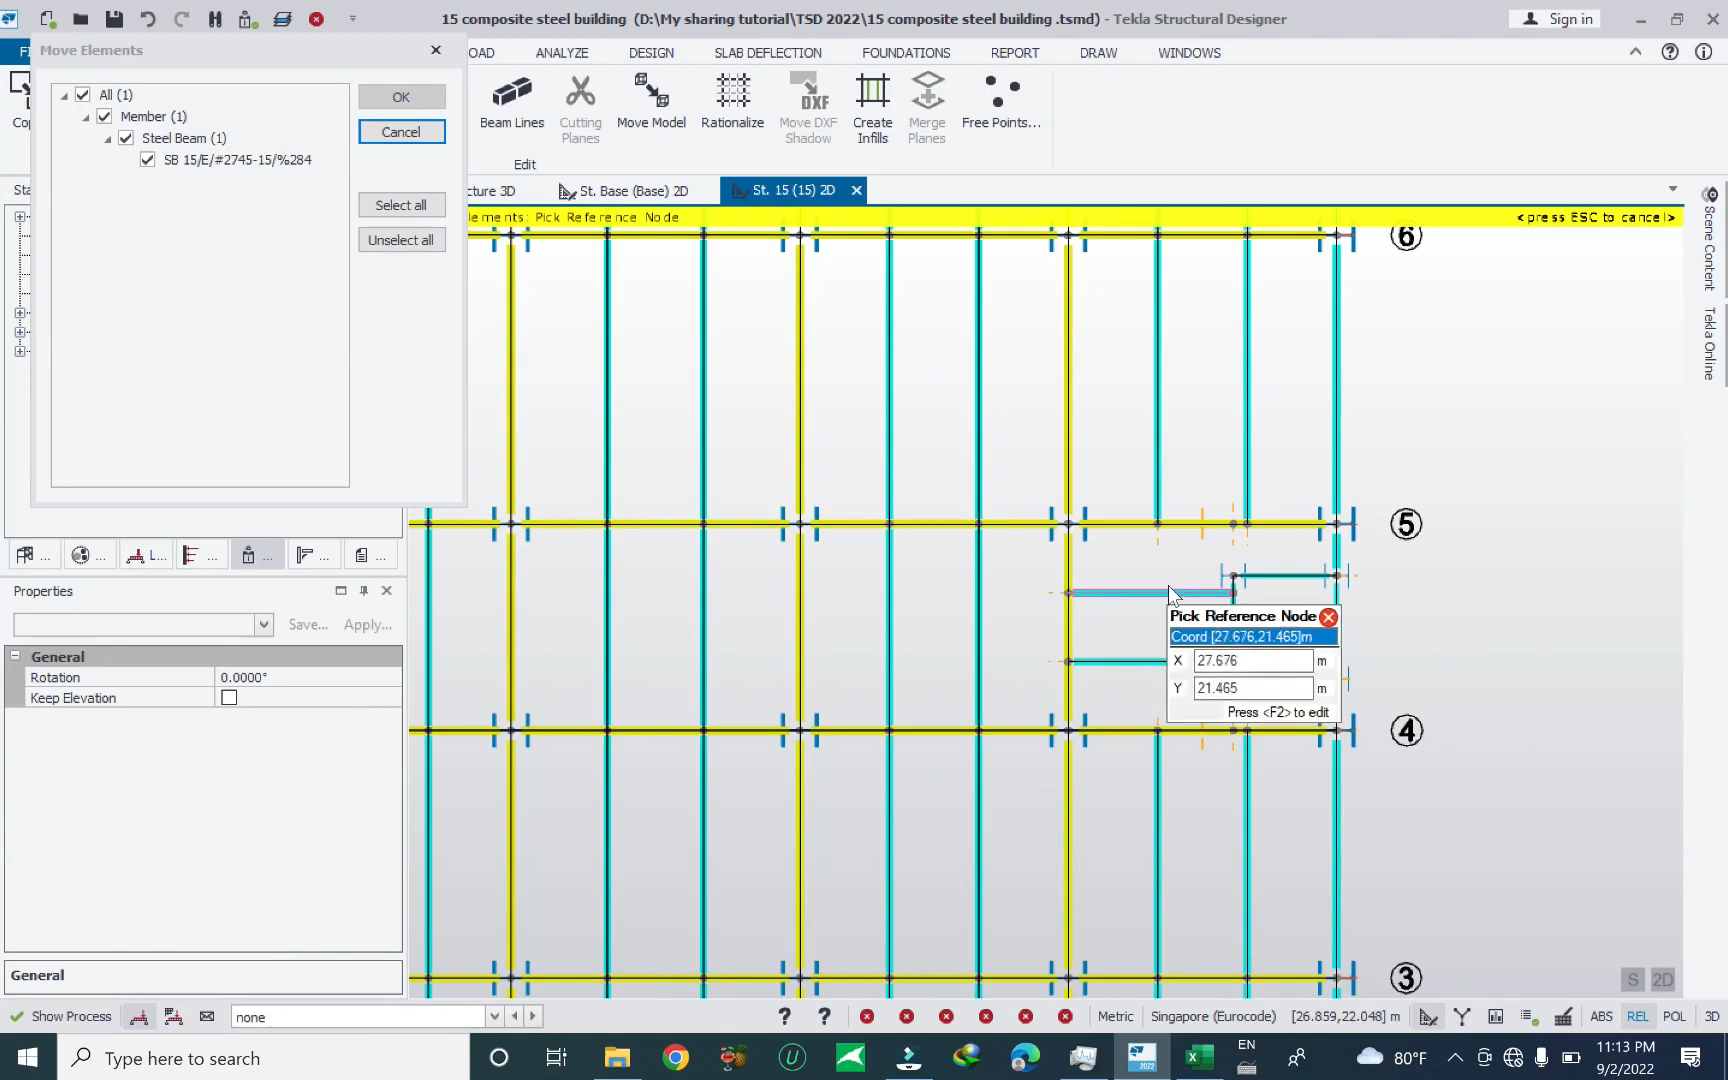 15 composite steel building  (D:\My sharing tutorial\TSD 2022\15 composite steel building .tsmd) - Tekla Structural Designer
Sign in
Move Elements
OAD
ANALYZE
DESIGN
SLAB DEFLECTION
FOUNDATIONS
REPORT
DRAW
WINDOWS
All (1)
Member (1)
Steel Beam (1)
SB 15/E/#2745-15/%284
OK
Cancel
Select all
Unselect all
Beam Lines
Cutting Planes
Move Model
Rationalize
Move DXF Shadow
Create Infills
Merge Planes
Free Points...
Edit
cture 3D
St. Base (Base) 2D
St. 15 (15) 2D
lements: Pick Reference Node
<press ESC to cancel>
Scene Content
Tekla Online
6
5
4
3
Pick Reference Node
Coord [27.676,21.465]m
X 27.676 m
Y 21.465 m
Press <F2> to edit
L...
Properties
Save...
Apply...
General
Rotation 0.0000°
Keep Elevation
General
S
2D
Show Process
none
Metric
Singapore (Eurocode)
[26.859,22.048] m
ABS
REL
POL
3D
Type here to search
2022
EN
80°F
11:13 PM
9/2/2022